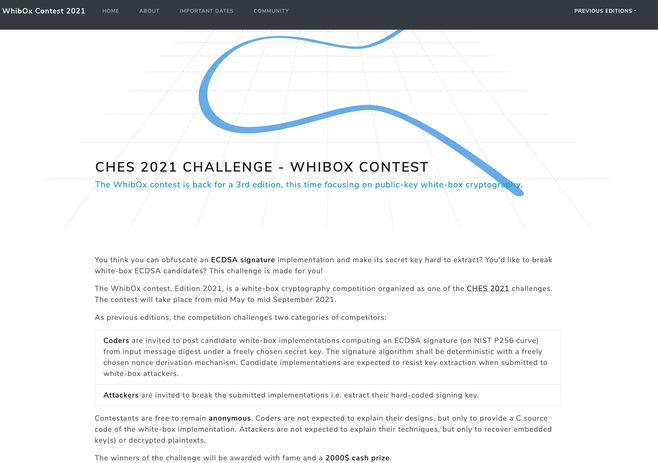 WhibOx Contest 2021 HOME ABOUT IMPORTANT DATES COMMUNITY PREVIOUS EDITIONS
CHES 2021 CHALLENGE - WHIBOX CONTEST
The WhibOx contest is back for a 3rd edition, this time focusing on public-key white-box cryptography.
You think you can obfuscate an ECDSA signature implementation and make its secret key hard to extract? You'd like to break
white-box ECDSA candidates? This challenge is made for you!
The WhibOx contest, Edition 2021, is a white-box cryptography competition organized as one of the CHES 2021 challenges.
The contest will take place from mid May to mid September 2021.
As previous editions, the competition challenges two categories of competitors:
Coders are invited to post candidate white-box implementations computing an ECDSA signature (on NIST P256 curve)
from input message digest under a freely chosen secret key. The signature algorithm shall be deterministic with a freely
chosen nonce derivation mechanism. Candidate implementations are expected to resist key extraction when submitted to
white-box attackers.
Attackers are invited to break the submitted implementations i.e. extract their hard-coded signing key.
Contestants are free to remain anonymous. Coders are not expected to explain their designs, but only to provide a C source
code of the white-box implementation. Attackers are not expected to explain their techniques, but only to recover embedded
key(s) or decrypted plaintexts.
The winners of the challenge will be awarded with fame and a 2000$ cash prize.